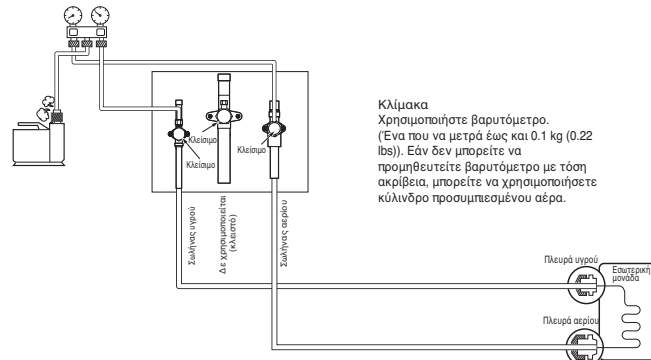 Κλίμακα
Χρησιμοποιήστε βαρυτόμετρο.
(Ένα που να μετρά έως και 0.1 kg (0.22
lbs)). Εάν δεν μπορείτε να
προμηθευτείτε βαρυτόμετρο με τόση
ακρίβεια, μπορείτε να χρησιμοποιήσετε
κύλινδρο προσυμπιεσμένου αέρα.
Κλείσιμο
Κλείσιμο
Κλείσιμο
Σωλήνας υγρού
Δε χρησιμοποιείται
(κλειστό)
Σωλήνας αερίου
Πλευρά υγρού
Εσωτερική
μονάδα
Πλευρά αερίου